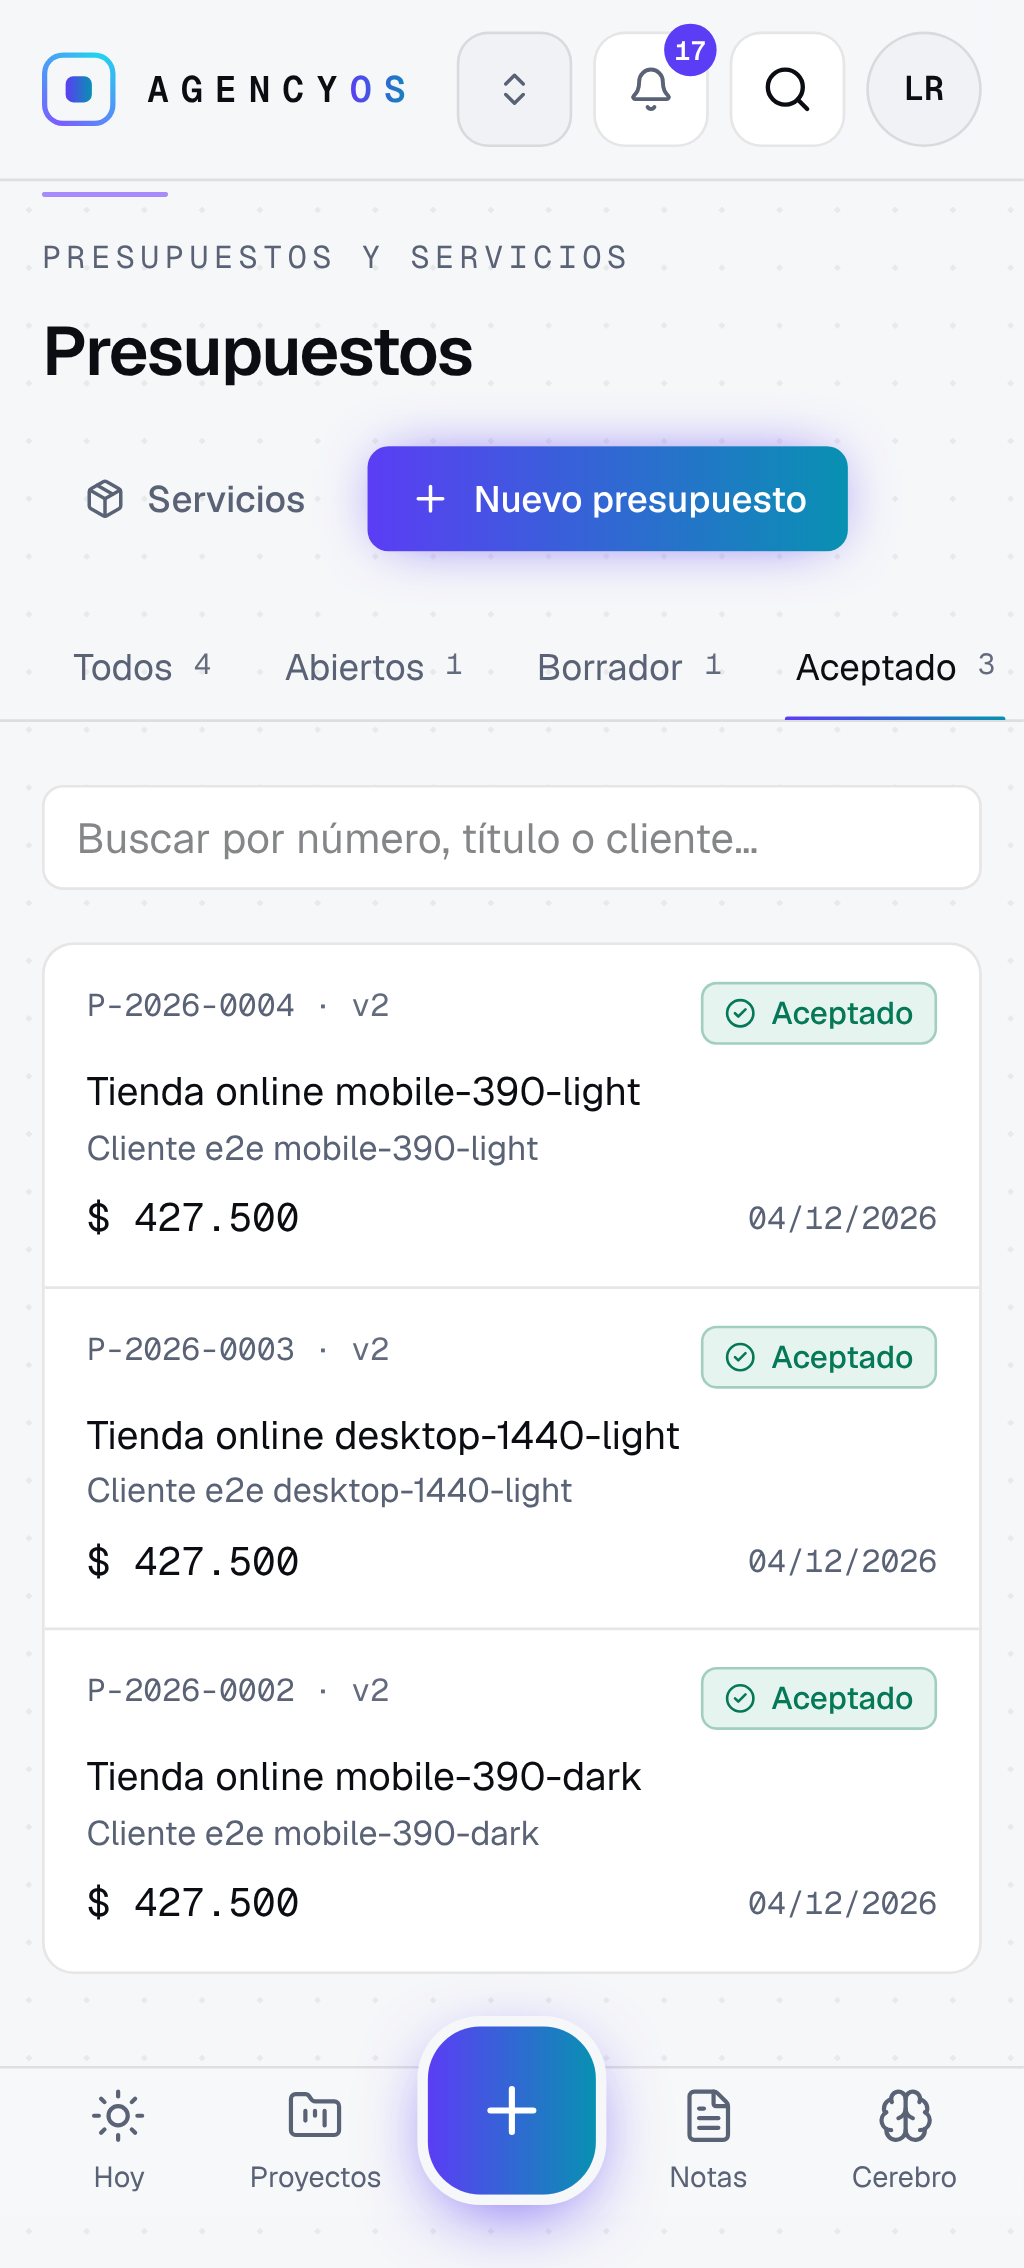 AGENCYOS
17
LR
PRESUPUESTOS Y SERVICIOS
Presupuestos
Servicios
Nuevo presupuesto
Todos 4 Abiertos 1 Borrador 1 Aceptado 3
Buscar por número, título o cliente...
P-2026-0004 · v2 Aceptado
Tienda online mobile-390-light
Cliente e2e mobile-390-light
$ 427.500 04/12/2026
P-2026-0003 · v2 Aceptado
Tienda online desktop-1440-light
Cliente e2e desktop-1440-light
$ 427.500 04/12/2026
P-2026-0002 · v2 Aceptado
Tienda online mobile-390-dark
Cliente e2e mobile-390-dark
$ 427.500 04/12/2026
Hoy Proyectos Notas Cerebro